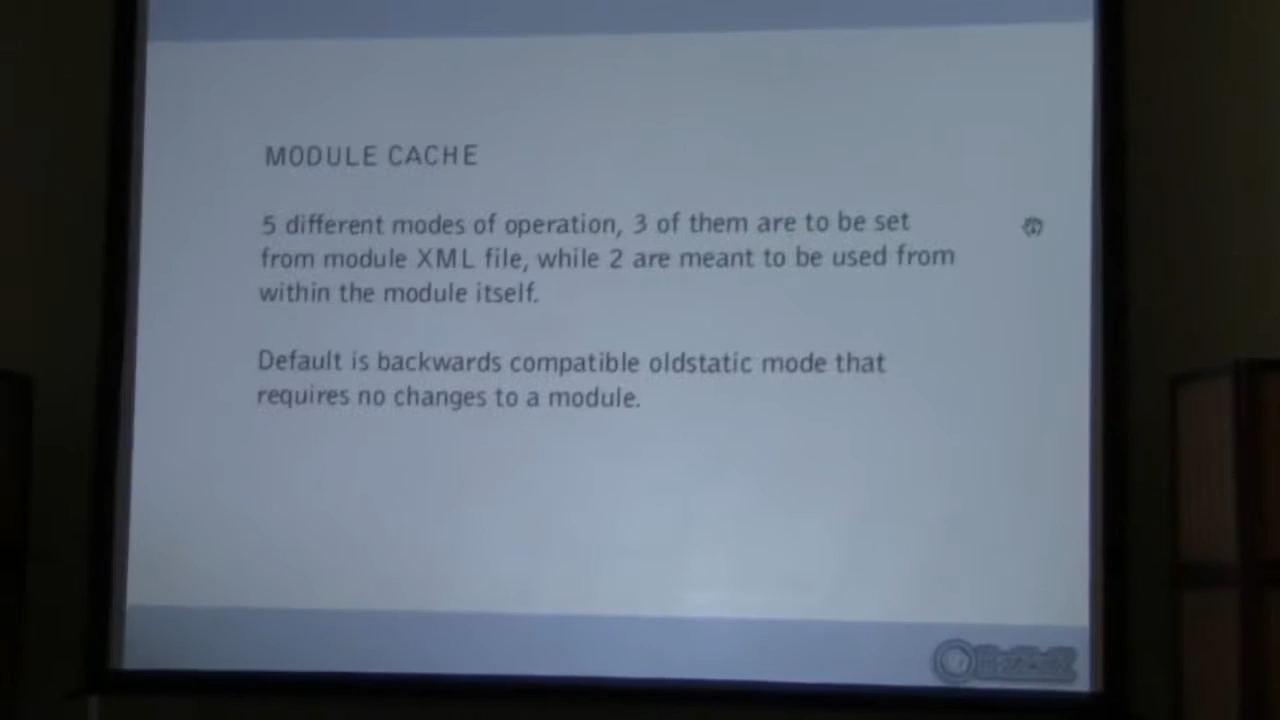 MODULE CACHE
5 different modes of operation, 3 of them are to be set
from module XML file, while 2 are meant to be used from
within the module itself.
Default is backwards compatible oldstatic mode that
requires no changes to a module.